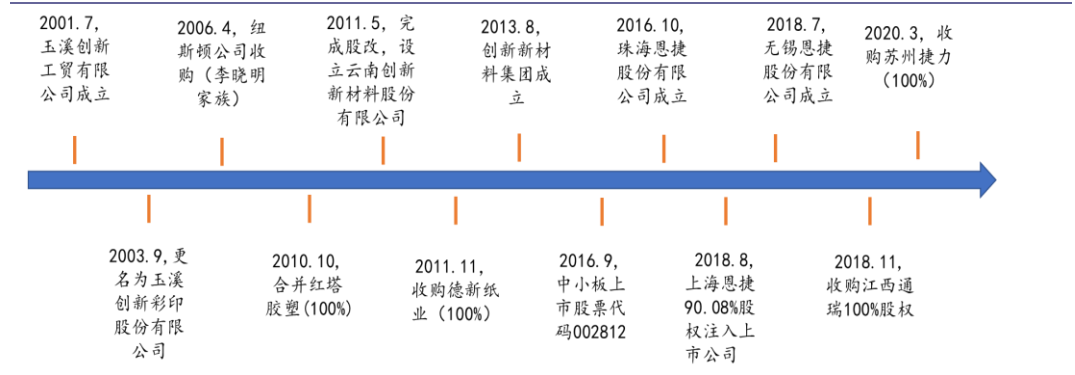 2001.7,
玉溪创新
工贸有限
公司成立
2006.4, 纽
斯顿公司收
购（李晓明
家族）
2011.5, 完
成股改, 设
立云南创新
新材料股份
有限公司
2013.8,
创新新材
料集团成
立
2016.10,
珠海恩捷
股份有限
公司成立
2018.7,
无锡恩捷
股份有限
公司成立
2020.3, 收
购苏州捷力
(100%)
2003.9, 更
名为玉溪
创新彩印
股份有限
公司
2010.10,
合并红塔
胶塑(100%)
2011.11,
收购德新纸
业（100%）
2016.9,
中小板上
市股票代
码002812
2018.8,
上海恩捷
90.08%股
权注入上
市公司
2018.11,
收购江西通
瑞100%股权